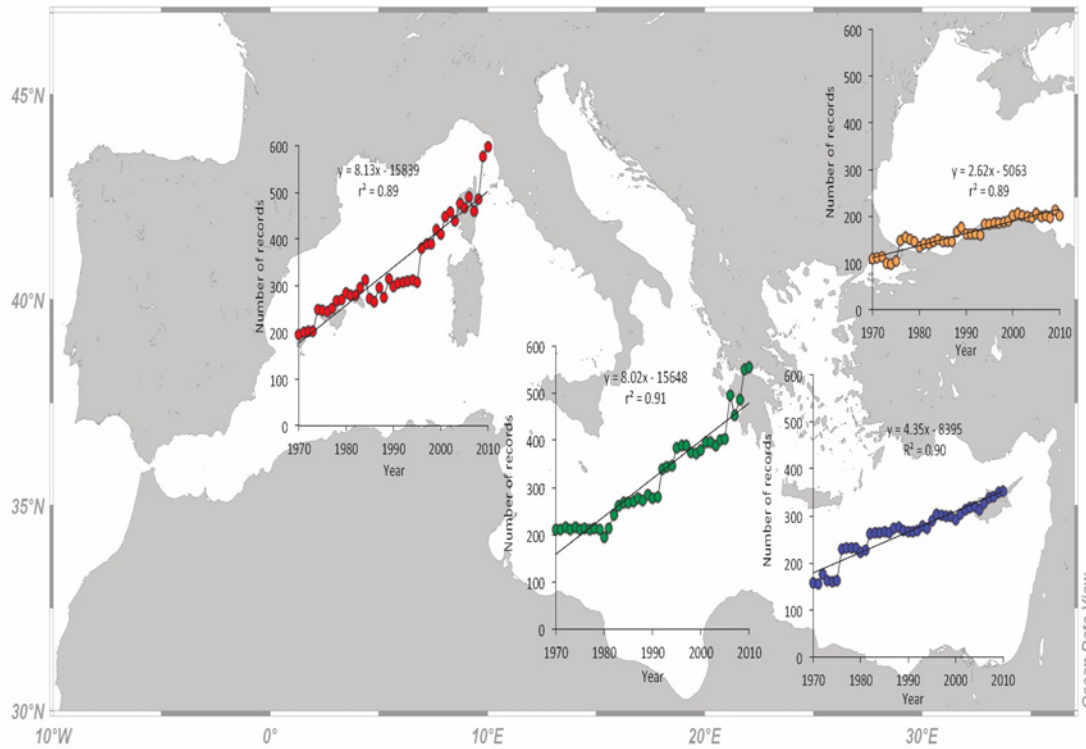 45°N
40°N
35°N
30°N
10°W
0°
10°E
20°E
30°E
Number of records
600
500
400
300
200
100
0
y = 8.13x - 15839
r² = 0.89
1970
1980
1990
2000
2010
Year
Number of records
600
500
400
300
200
100
0
y = 8.02x - 15648
r² = 0.91
1970
1980
1990
2000
2010
Year
Number of records
600
500
400
300
200
100
0
y = 2.62x - 5063
r² = 0.89
1970
1980
1990
2000
2010
Year
Number of records
600
500
400
300
200
100
0
y = 4.35x - 8395
R² = 0.90
1970
1980
1990
2000
2010
Year
Ocean Data View